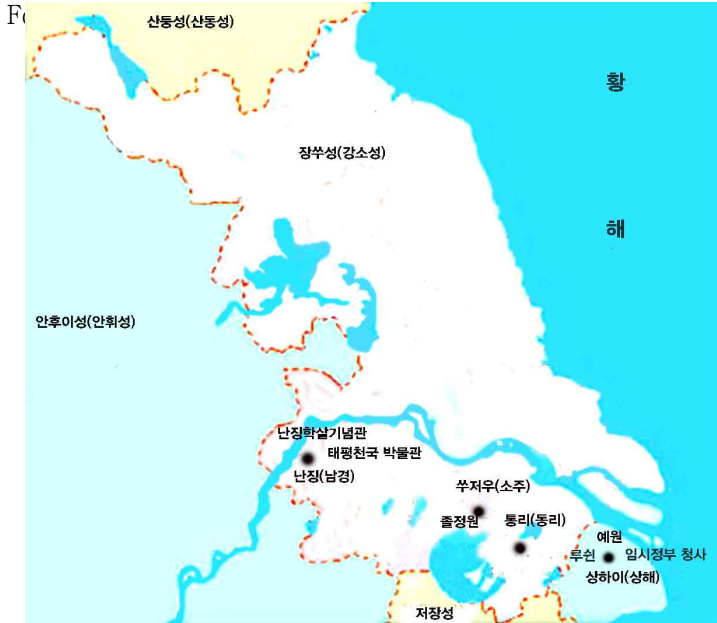 산둥성(산동성)
황
쟝쑤성(강소성)
해
안후이성(안휘성)
난징학살기념관
태평천국 박물관
난징(남경)
쑤저우(소주)
졸정원
통리(동리)
예원
루쉰
임시정부 청사
상하이(상해)
저장성